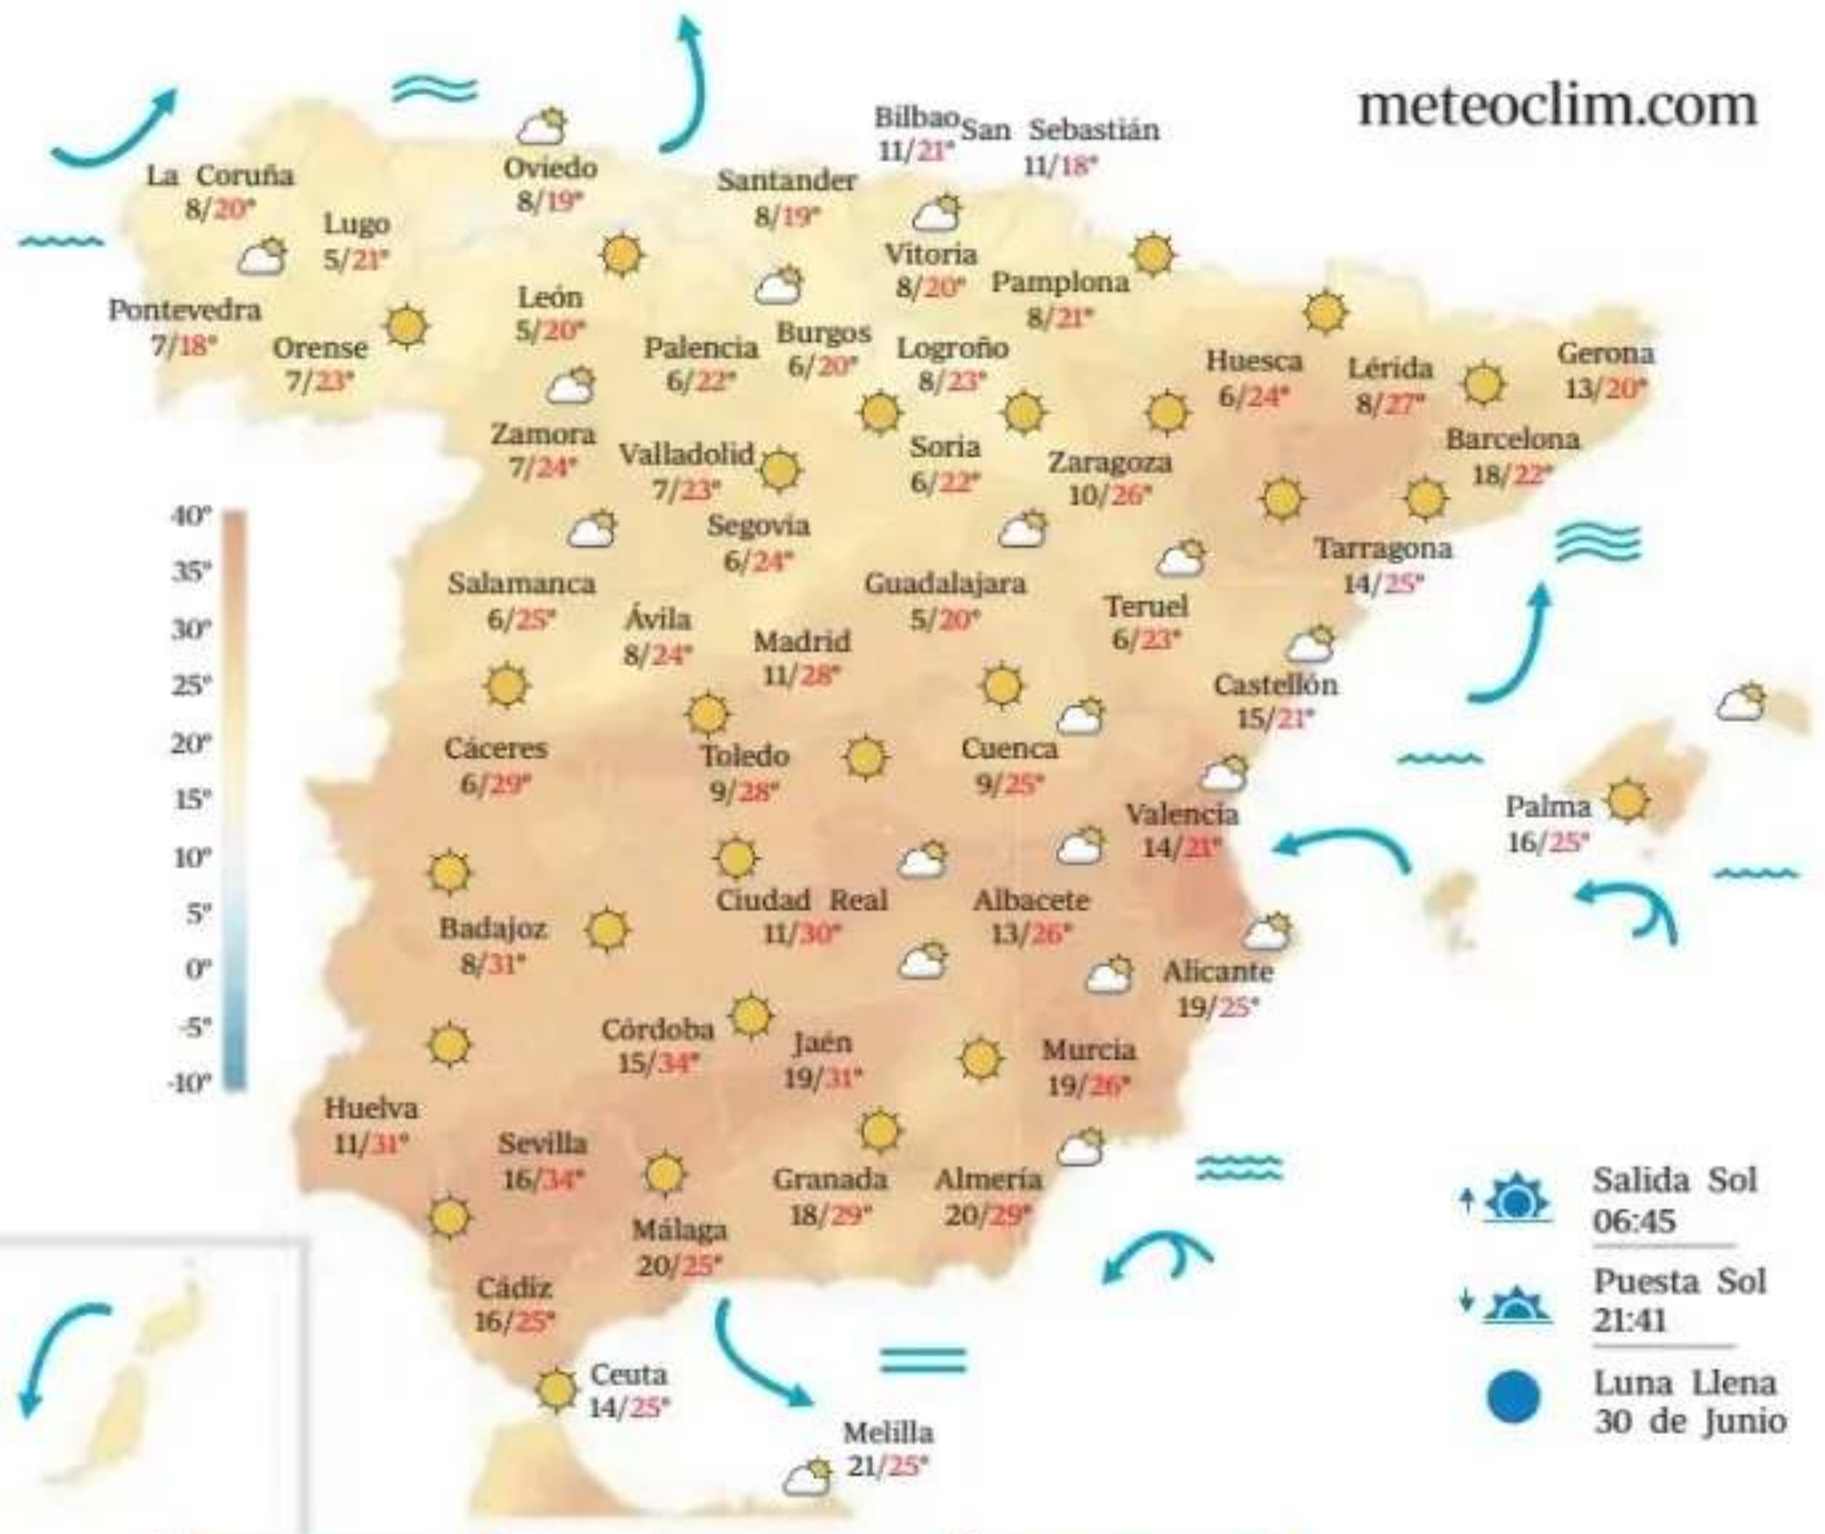 meteoclim.com
Bilbao
11/21°
San Sebastián
11/18°
La Coruña
8/20°
Oviedo
8/19°
Santander
8/19°
Lugo
5/21°
Vitoria
8/20°
Pamplona
8/21°
Pontevedra
7/18°
León
5/20°
Orense
7/23°
Palencia
6/22°
Burgos
6/20°
Logroño
8/23°
Huesca
6/24°
Lérida
8/27°
Gerona
13/20°
Zamora
7/24°
Valladolid
7/23°
Soria
6/22°
Zaragoza
10/26°
Barcelona
18/22°
Segovia
6/24°
Tarragona
14/25°
Salamanca
6/25°
Ávila
8/24°
Madrid
11/28°
Guadalajara
5/20°
Teruel
6/23°
Castellón
15/21°
Cáceres
6/29°
Toledo
9/28°
Cuenca
9/25°
Valencia
14/21°
Palma
16/25°
Ciudad Real
11/30°
Albacete
13/26°
Badajoz
8/31°
Alicante
19/25°
Córdoba
15/34°
Jaén
19/31°
Murcia
19/26°
Huelva
11/31°
Sevilla
16/34°
Granada
18/29°
Almería
20/29°
Málaga
20/25°
Cádiz
16/25°
Ceuta
14/25°
Melilla
21/25°
40°
35°
30°
25°
20°
15°
10°
5°
0°
-5°
-10°
Salida Sol
06:45
Puesta Sol
21:41
Luna Llena
30 de Junio